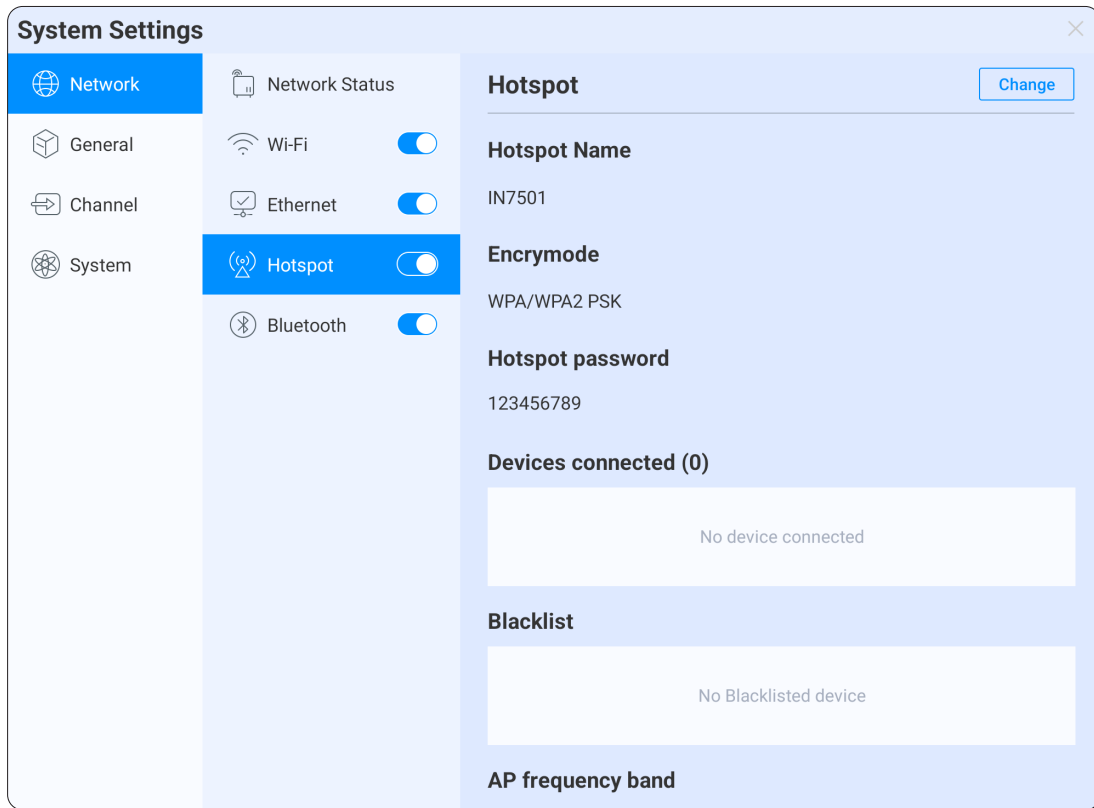 System Settings
Network
General
Channel
System
Network Status
Wi-Fi
Ethernet
Hotspot
Bluetooth
Hotspot
Change
Hotspot Name
IN7501
Encrymode
WPA/WPA2 PSK
Hotspot password
123456789
Devices connected (0)
No device connected
Blacklist
No Blacklisted device
AP frequency band